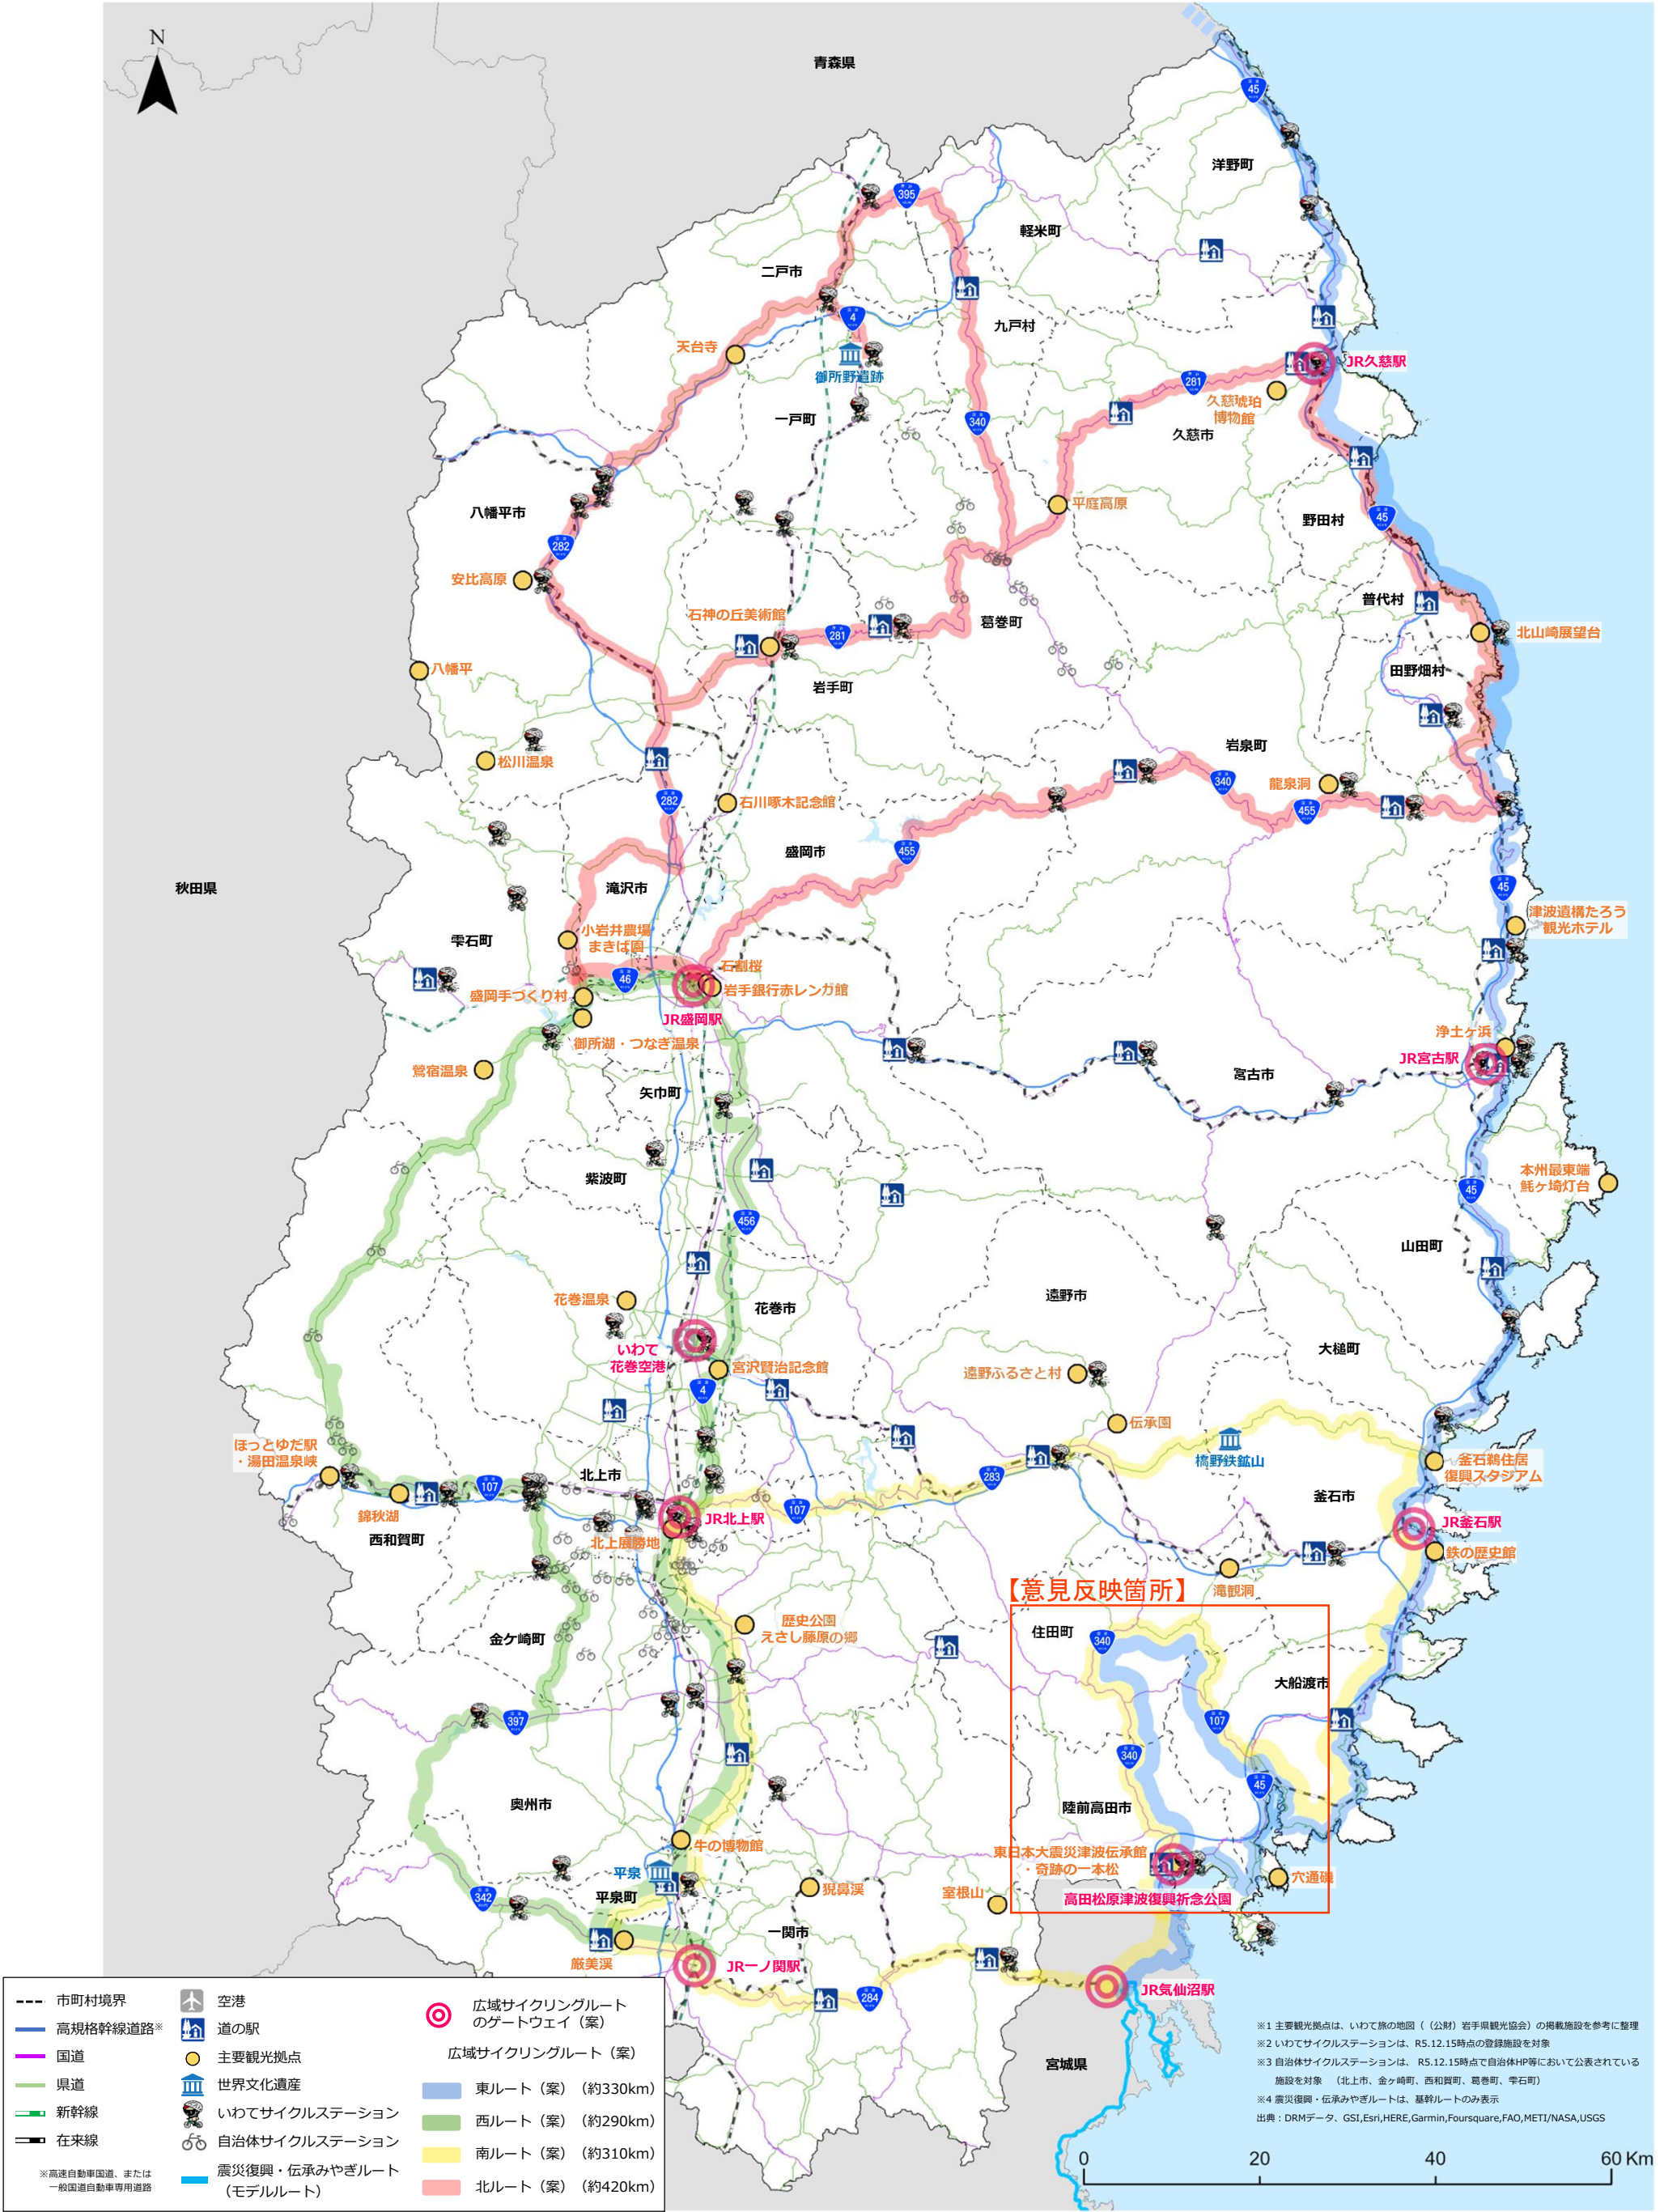 N
青森県
45
洋野町
395
軽米町
二戸市
4
九戸村
天台寺
御所野遺跡
JR久慈駅
281
久慈琥珀
博物館
一戸町
340
久慈市
平庭高原
八幡平市
野田村
45
282
安比高原
石神の丘美術館
普代村
281
葛巻町
北山崎展望台
八幡平
田野畑村
岩手町
岩泉町
松川温泉
340
龍泉洞
282
石川啄木記念館
455
盛岡市
455
秋田県
滝沢市
45
津波遺構たろう
観光ホテル
小岩井農場
まきば園
雫石町
石割桜
46
盛岡手づくり村
岩手銀行赤レンガ館
JR盛岡駅
浄土ヶ浜
御所湖・つなぎ温泉
JR宮古駅
鶯宿温泉
宮古市
矢巾町
本州最東端
魹ヶ埼灯台
紫波町
45
456
山田町
遠野市
花巻温泉
花巻市
大槌町
いわて
花巻空港
宮沢賢治記念館
遠野ふるさと村
4
伝承園
ほっとゆだ駅
・湯田温泉峡
橋野鉄鉱山
釜石鵜住居
復興スタジアム
北上市
283
107
釜石市
107
錦秋湖
JR北上駅
JR釜石駅
西和賀町
北上展勝地
鉄の歴史館
滝観洞
【意見反映箇所】
歴史公園
えさし藤原の郷
住田町
340
金ケ崎町
大船渡市
397
107
340
45
奥州市
陸前高田市
牛の博物館
東日本大震災津波伝承館
・奇跡の一本松
平泉
穴通磯
342
平泉町
猊鼻渓
室根山
高田松原津波復興祈念公園
一関市
厳美渓
JR一ノ関駅
JR気仙沼駅
284
宮城県
市町村境界
高規格幹線道路※
国道
県道
新幹線
在来線
※高速自動車国道、または
一般国道自動車専用道路
空港
道の駅
主要観光拠点
世界文化遺産
いわてサイクルステーション
自治体サイクルステーション
震災復興・伝承みやぎルート
（モデルルート）
広域サイクリングルート
のゲートウェイ（案）
広域サイクリングルート（案）
東ルート（案）（約330km）
西ルート（案）（約290km）
南ルート（案）（約310km）
北ルート（案）（約420km）
※1 主要観光拠点は、いわて旅の地図（（公財）岩手県観光協会）の掲載施設を参考に整理
※2 いわてサイクルステーションは、R5.12.15時点の登録施設を対象
※3 自治体サイクルステーションは、 R5.12.15時点で自治体HP等において公表されている
施設を対象 （北上市、金ヶ崎町、西和賀町、葛巻町、雫石町）
※4 震災復興・伝承みやぎルートは、基幹ルートのみ表示
出典：DRMデータ、GSI,Esri,HERE,Garmin,Foursquare,FAO,METI/NASA,USGS
0 20 40 60 Km